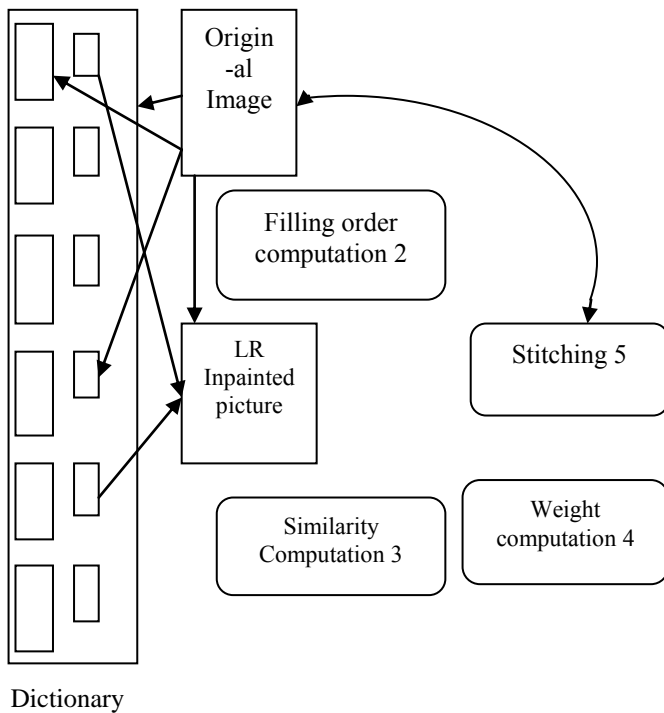 Origin
-al
Image
Filling order
computation 2
LR
Inpainted
picture
Stitching 5
Similarity
Computation 3
Weight
computation 4
Dictionary